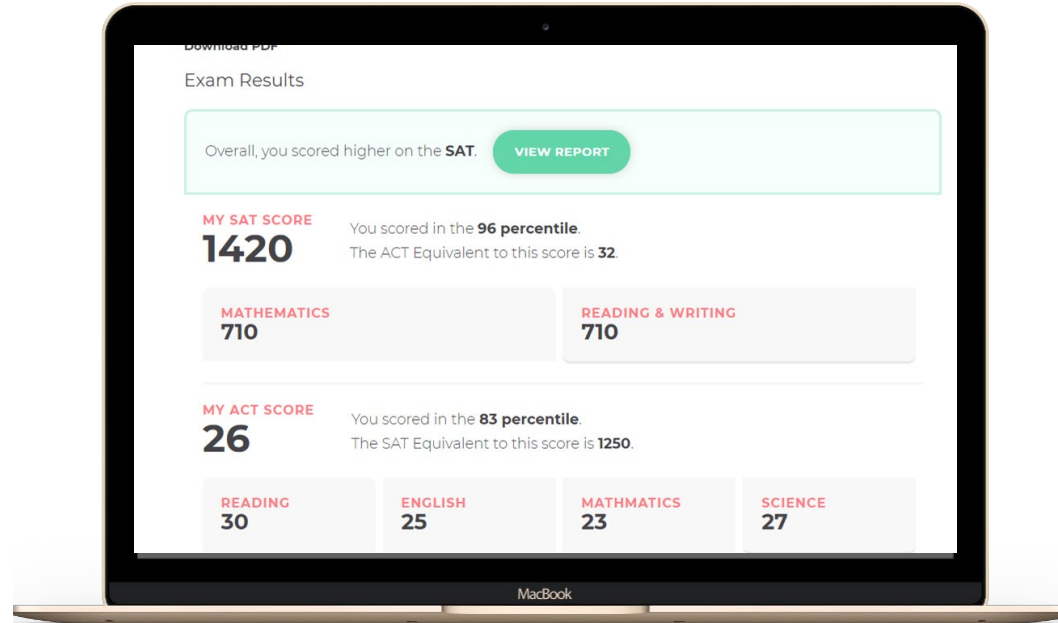 Download PDF
Exam Results
Overall, you scored higher on the SAT. VIEW REPORT
MY SAT SCORE
1420
You scored in the 96 percentile.
The ACT Equivalent to this score is 32.
MATHEMATICS
710
READING & WRITING
710
MY ACT SCORE
26
You scored in the 83 percentile.
The SAT Equivalent to this score is 1250.
READING
30
ENGLISH
25
MATHMATICS
23
SCIENCE
27
MacBook